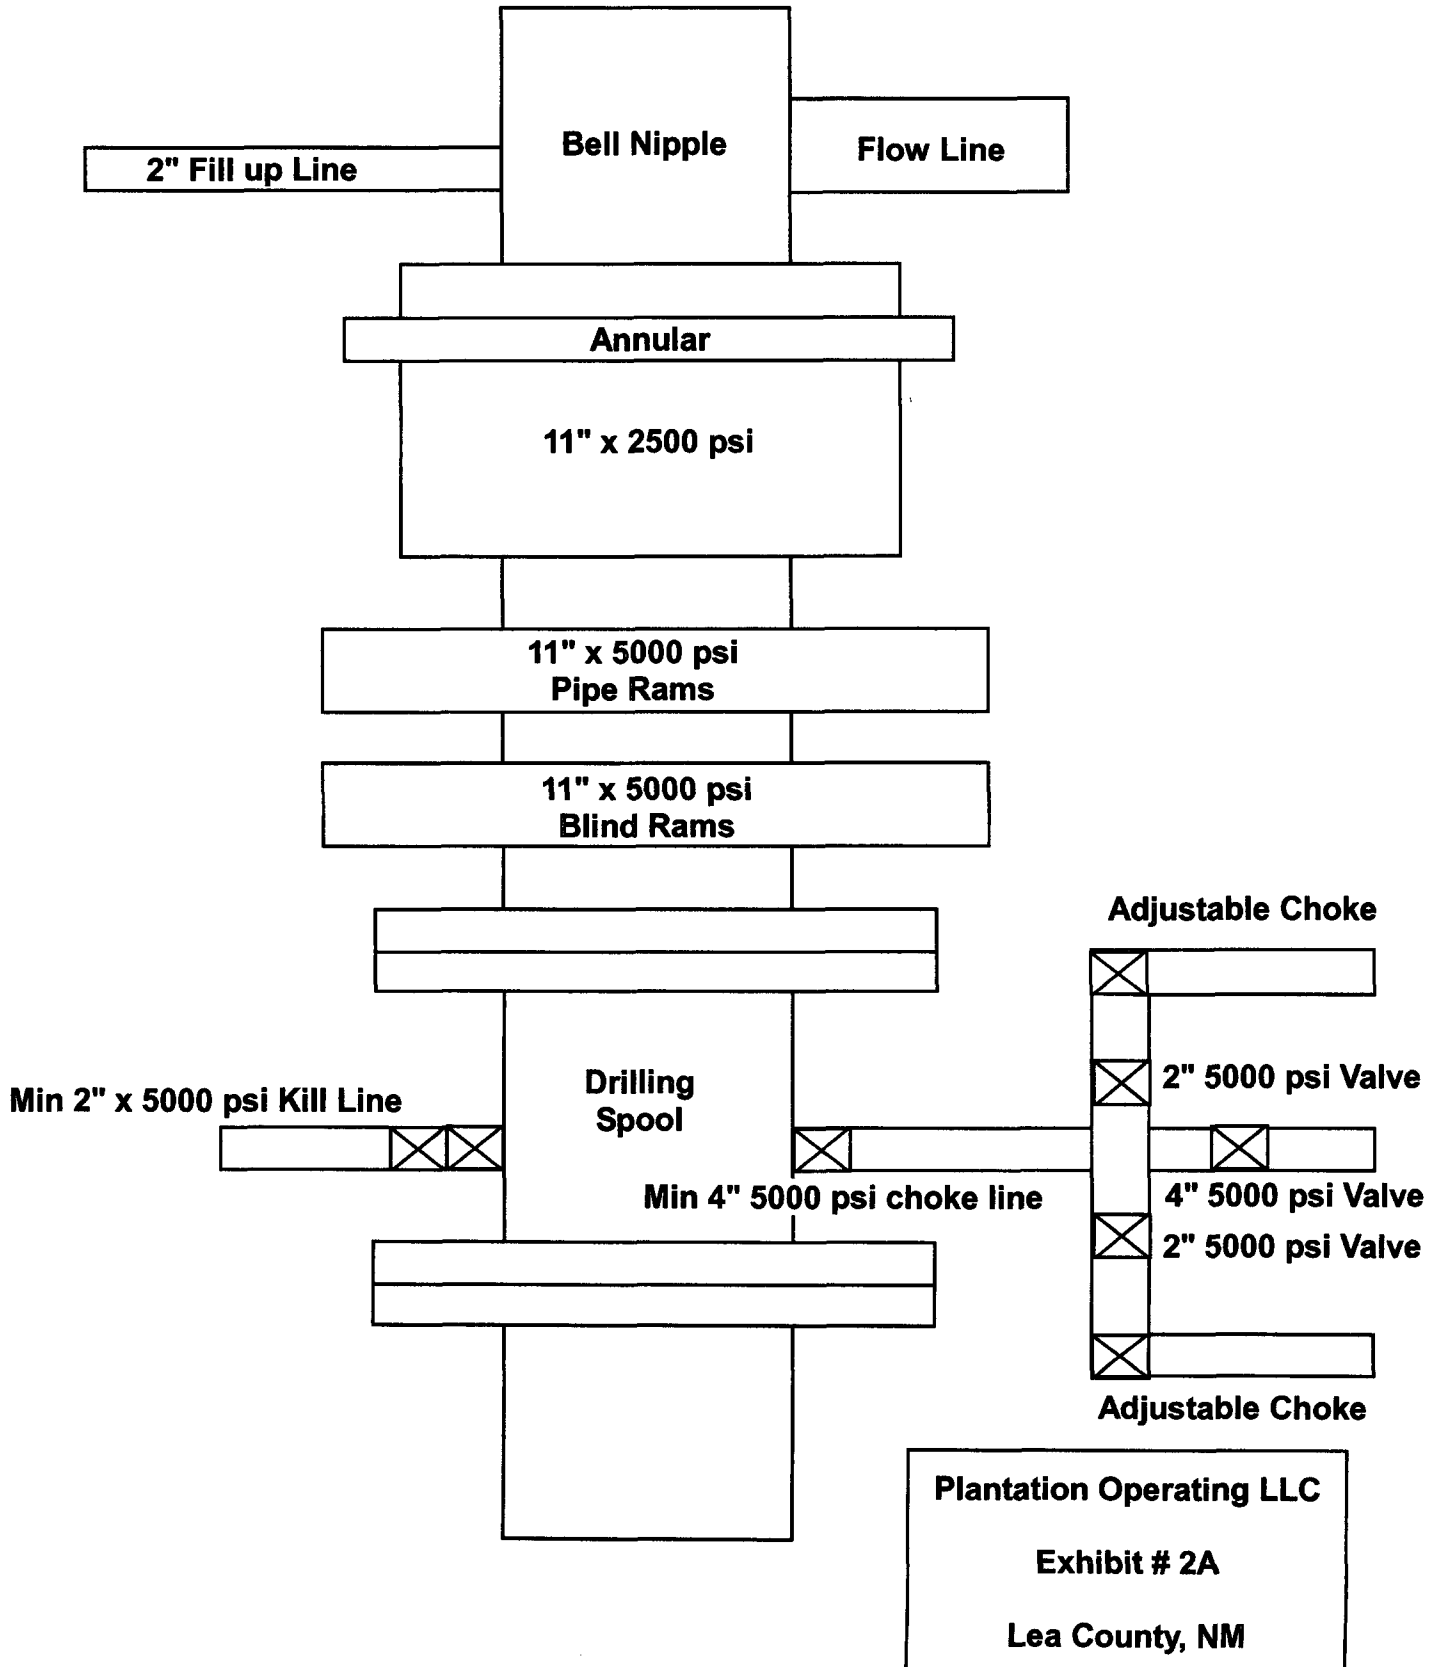 Bell Nipple
Flow Line
2" Fill up Line
Annular
11" x 2500 psi
11" x 5000 psi
Pipe Rams
11" x 5000 psi
Blind Rams
Adjustable Choke
Drilling
Spool
2" 5000 psi Valve
Min 2" x 5000 psi Kill Line
Min 4" 5000 psi choke line
4" 5000 psi Valve
2" 5000 psi Valve
Adjustable Choke
Plantation Operating LLC
Exhibit # 2A
Lea County, NM